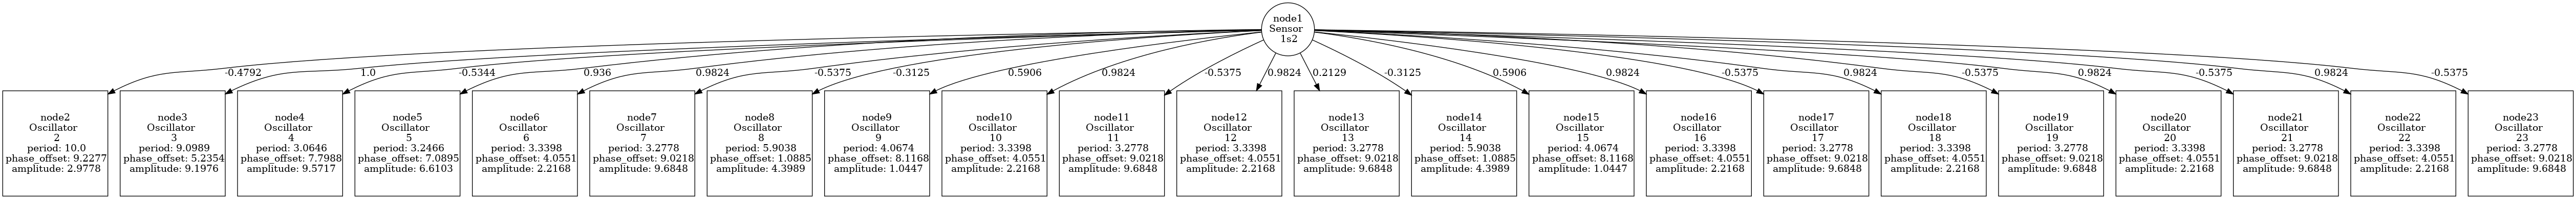 node1
Sensor
1s2
-0.4792
1.0
-0.5344
0.936
0.9824
-0.5375
-0.3125
0.5906
0.9824
-0.5375
0.9824
0.2129
-0.3125
0.5906
0.9824
-0.5375
0.9824
-0.5375
0.9824
-0.5375
0.9824
-0.5375
node2
Oscillator
2
period: 10.0
phase_offset: 9.2277
amplitude: 2.9778
node3
Oscillator
3
period: 9.0989
phase_offset: 5.2354
amplitude: 9.1976
node4
Oscillator
4
period: 3.0646
phase_offset: 7.7988
amplitude: 9.5717
node5
Oscillator
5
period: 3.2466
phase_offset: 7.0895
amplitude: 6.6103
node6
Oscillator
6
period: 3.3398
phase_offset: 4.0551
amplitude: 2.2168
node7
Oscillator
7
period: 3.2778
phase_offset: 9.0218
amplitude: 9.6848
node8
Oscillator
8
period: 5.9038
phase_offset: 1.0885
amplitude: 4.3989
node9
Oscillator
9
period: 4.0674
phase_offset: 8.1168
amplitude: 1.0447
node10
Oscillator
10
period: 3.3398
phase_offset: 4.0551
amplitude: 2.2168
node11
Oscillator
11
period: 3.2778
phase_offset: 9.0218
amplitude: 9.6848
node12
Oscillator
12
period: 3.3398
phase_offset: 4.0551
amplitude: 2.2168
node13
Oscillator
13
period: 3.2778
phase_offset: 9.0218
amplitude: 9.6848
node14
Oscillator
14
period: 5.9038
phase_offset: 1.0885
amplitude: 4.3989
node15
Oscillator
15
period: 4.0674
phase_offset: 8.1168
amplitude: 1.0447
node16
Oscillator
16
period: 3.3398
phase_offset: 4.0551
amplitude: 2.2168
node17
Oscillator
17
period: 3.2778
phase_offset: 9.0218
amplitude: 9.6848
node18
Oscillator
18
period: 3.3398
phase_offset: 4.0551
amplitude: 2.2168
node19
Oscillator
19
period: 3.2778
phase_offset: 9.0218
amplitude: 9.6848
node20
Oscillator
20
period: 3.3398
phase_offset: 4.0551
amplitude: 2.2168
node21
Oscillator
21
period: 3.2778
phase_offset: 9.0218
amplitude: 9.6848
node22
Oscillator
22
period: 3.3398
phase_offset: 4.0551
amplitude: 2.2168
node23
Oscillator
23
period: 3.2778
phase_offset: 9.0218
amplitude: 9.6848